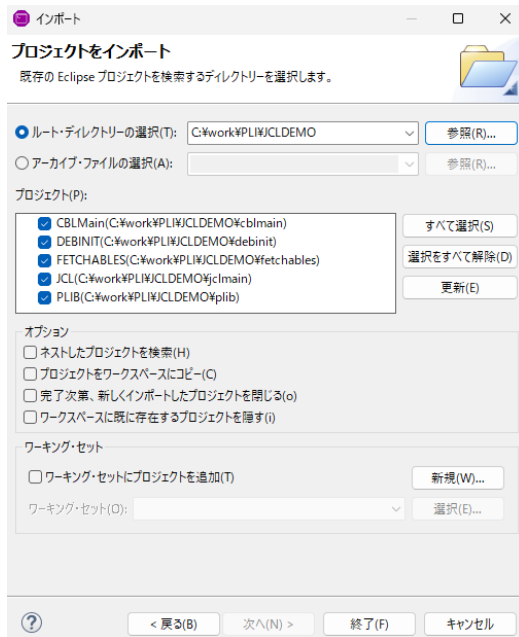 インポート
プロジェクトをインポート
既存の Eclipse プロジェクトを検索するディレクトリーを選択します。
ルート・ディレクトリーの選択(T): C:¥work¥PLI¥JCLDEMO 参照(R)...
アーカイブ・ファイルの選択(A): 参照(R)...
プロジェクト(P):
CBLMain(C:¥work¥PLI¥JCLDEMO¥cblmain) すべて選択(S)
DEBINIT(C:¥work¥PLI¥JCLDEMO¥debinit) 選択をすべて解除(D)
FETCHABLES(C:¥work¥PLI¥JCLDEMO¥fetchables)
JCL(C:¥work¥PLI¥JCLDEMO¥jclmain) 更新(E)
PLIB(C:¥work¥PLI¥JCLDEMO¥plib)
オプション
ネストしたプロジェクトを検索(H)
プロジェクトをワークスペースにコピー(C)
完了次第、新しくインポートしたプロジェクトを閉じる(o)
ワークスペースに既に存在するプロジェクトを隠す(i)
ワーキング・セット
ワーキング・セットにプロジェクトを追加(T) 新規(W)...
ワーキング・セット(O): 選択(E)...
? < 戻る(B) 次へ(N) > 終了(F) キャンセル